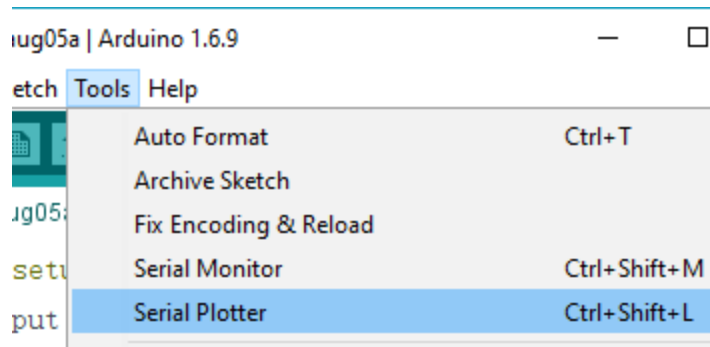 aug05a | Arduino 1.6.9
etch Tools Help
Auto Format Ctrl+T
Archive Sketch
ug05a
Fix Encoding & Reload
setu
Serial Monitor Ctrl+Shift+M
put
Serial Plotter Ctrl+Shift+L